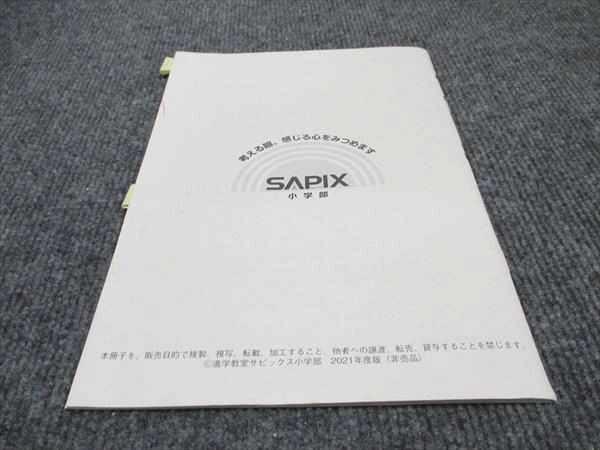 考える眼、感じる心をみつめます
SAPIX
小学部
本冊子を、販売目的で複製、複写、転載、加工すること、他者への譲渡、転売、貸与することを禁じます。
©進学教室サピックス小学部 2021年度版（非売品）